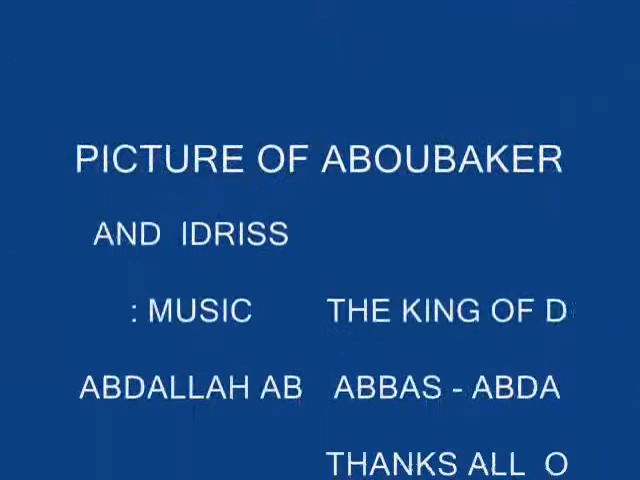 PICTURE OF ABOUBAKER
AND IDRISS
: MUSIC THE KING OF D
ABDALLAH AB ABBAS - ABDA
THANKS ALL O